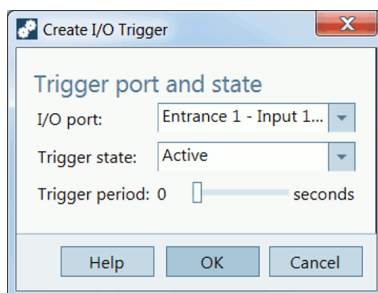 Create I/O Trigger
Trigger port and state
I/O port: Entrance 1 - Input 1...
Trigger state: Active
Trigger period: 0 seconds
Help OK Cancel